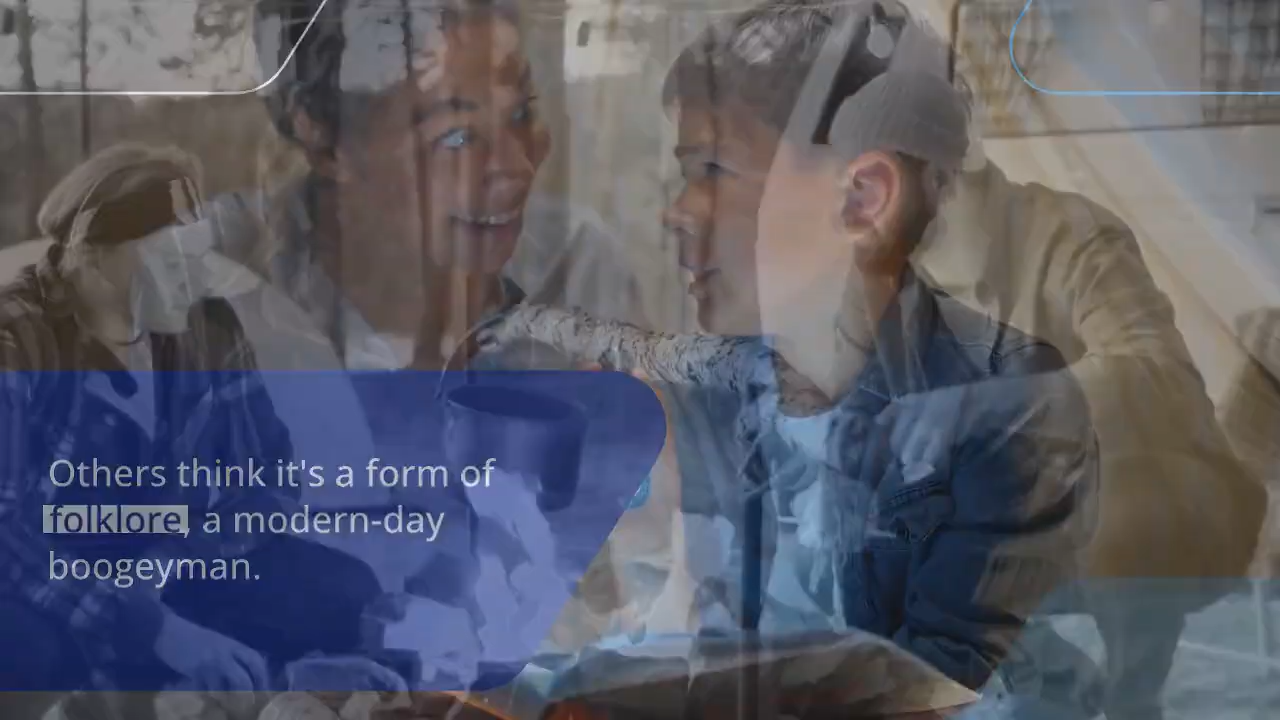 Others think it's a form of
folklore, a modern-day
boogeyman.